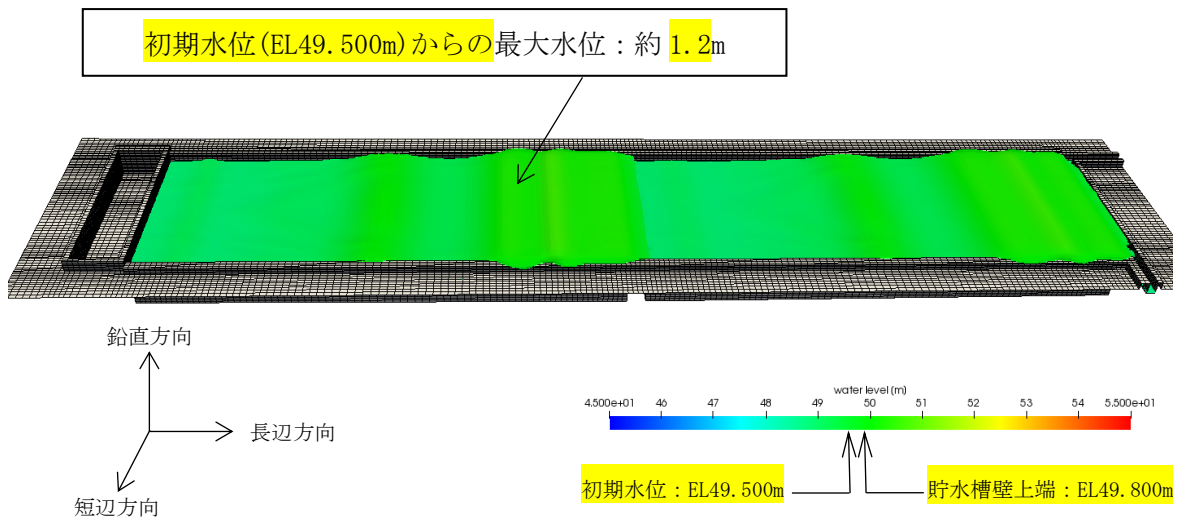 初期水位(EL49.500m)からの最大水位：約 1.2m
鉛直方向
長辺方向
短辺方向
water level (m)
4.500e+01 46 47 48 49 50 51 52 53 54 5.500e+01
初期水位：EL49.500m
貯水槽壁上端：EL49.800m